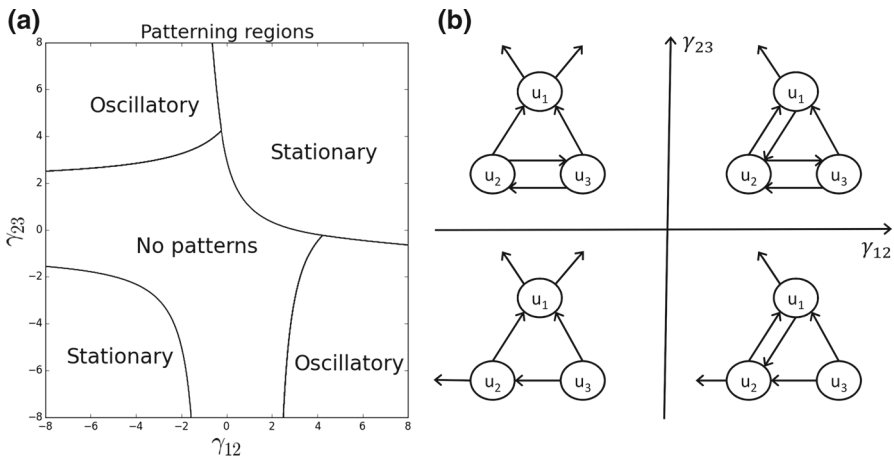 (a)
Patterning regions
8
6
4
2
0
−2
−4
−6
−8
γ23
Oscillatory
Stationary
No patterns
Stationary
Oscillatory
−8 −6 −4 −2 0 2 4 6 8
γ12
(b)
γ23
u1
u2 u3
u1
u2 u3
γ12
u1
u2 u3
u1
u2 u3